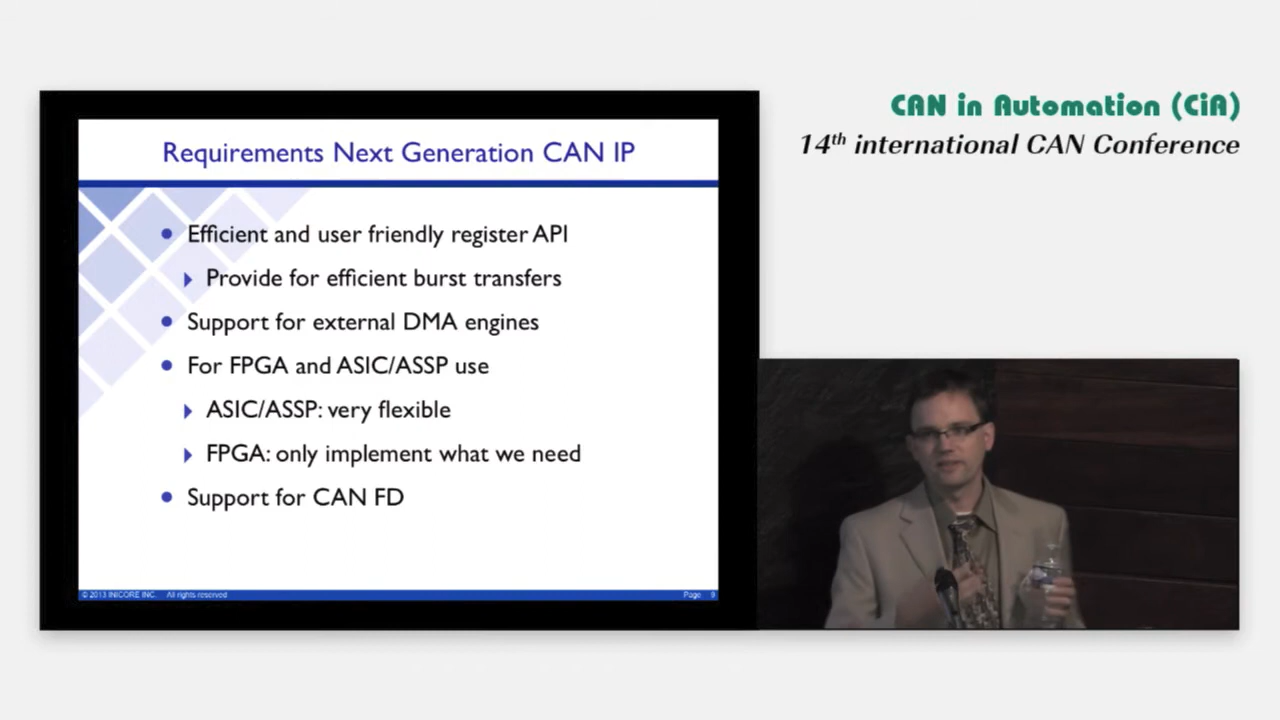 CAN in Automation (CiA)
14th international CAN Conference
Requirements Next Generation CAN IP
Efficient and user friendly register API
Provide for efficient burst transfers
Support for external DMA engines
For FPGA and ASIC/ASSP use
ASIC/ASSP: very flexible
FPGA: only implement what we need
Support for CAN FD
© 2013 INICORE INC. All rights reserved
Page 9